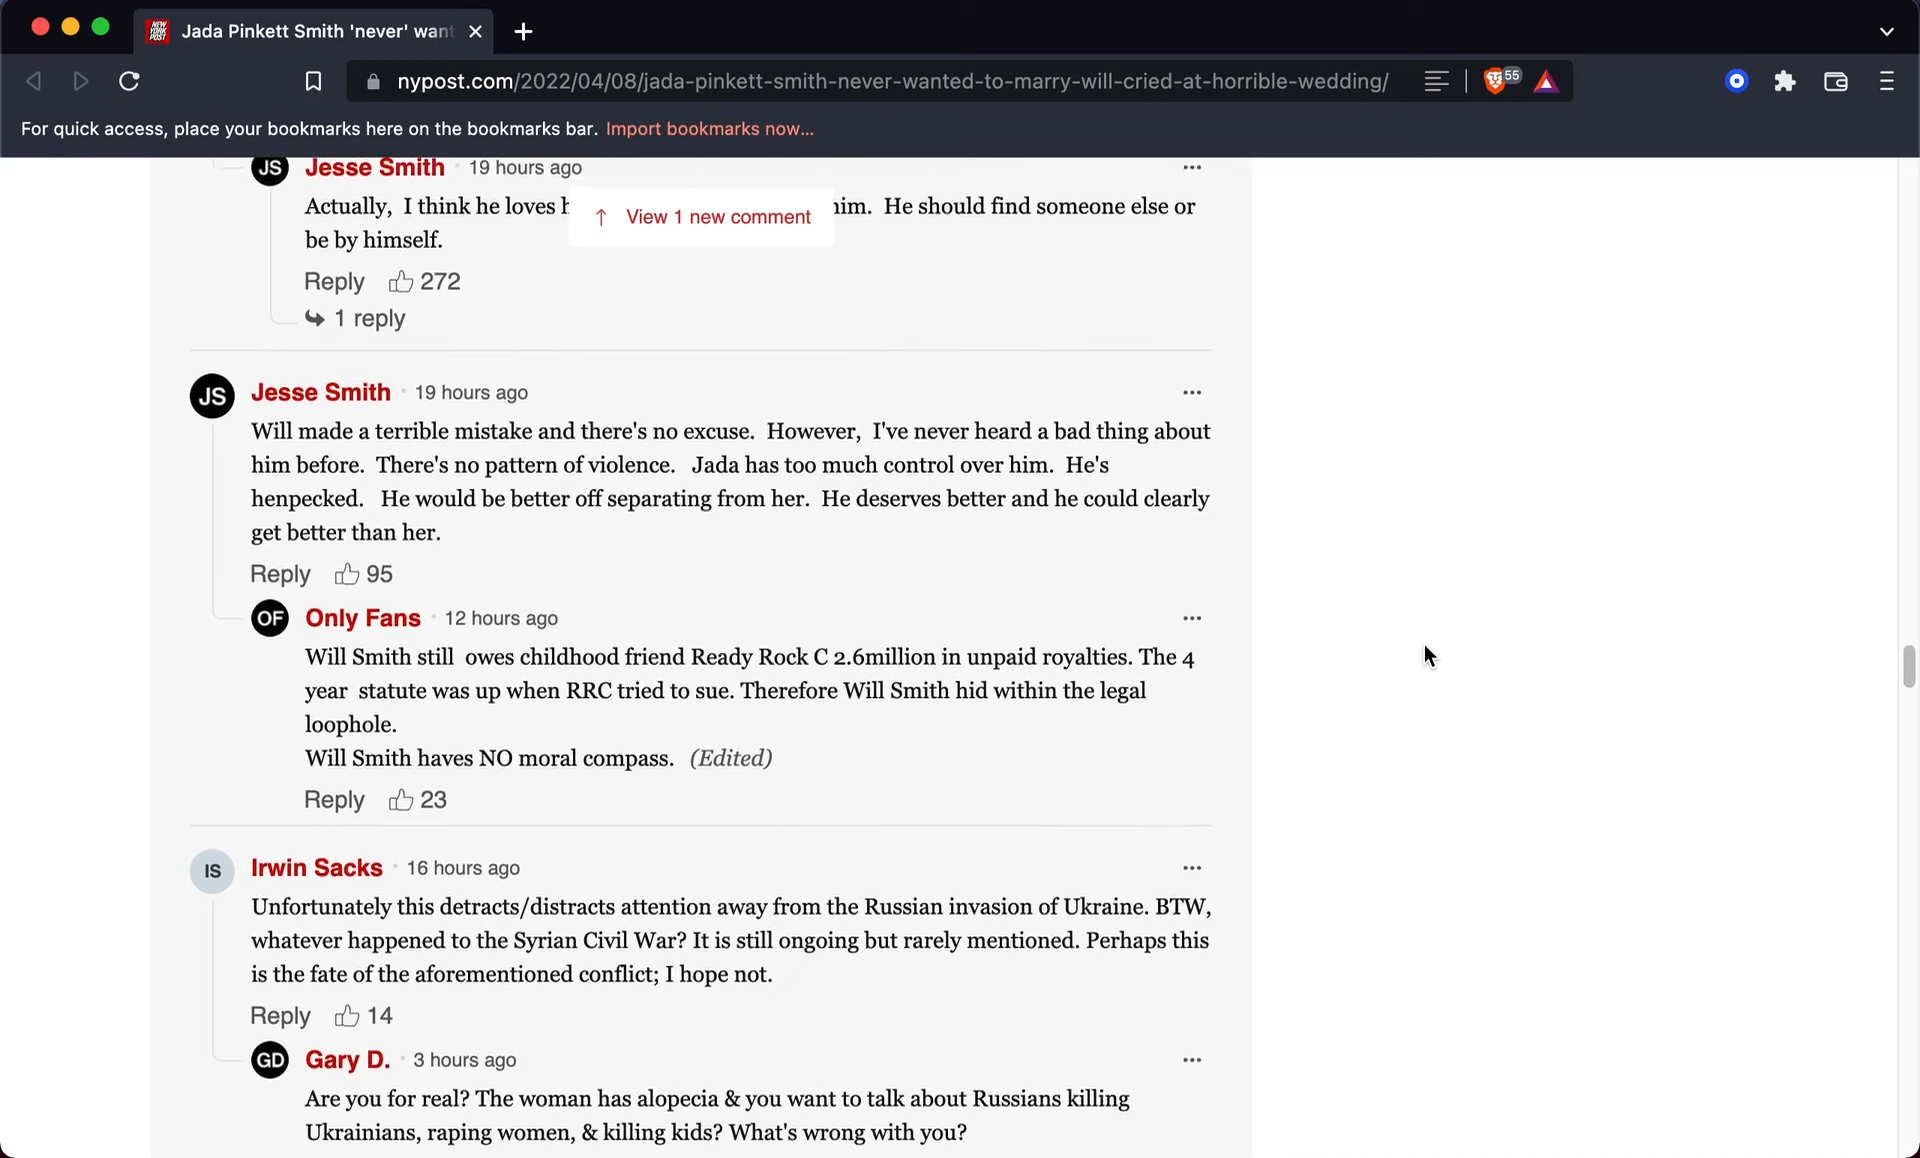 NEW YORK POST
Jada Pinkett Smith 'never' want
nypost.com/2022/04/08/jada-pinkett-smith-never-wanted-to-marry-will-cried-at-horrible-wedding/
55
For quick access, place your bookmarks here on the bookmarks bar. Import bookmarks now...
JS Jesse Smith · 19 hours ago
Actually, I think he loves h
him. He should find someone else or
↑ View 1 new comment
be by himself.
Reply 272
1 reply
JS Jesse Smith · 19 hours ago
Will made a terrible mistake and there's no excuse. However, I've never heard a bad thing about
him before. There's no pattern of violence. Jada has too much control over him. He's
henpecked. He would be better off separating from her. He deserves better and he could clearly
get better than her.
Reply 95
OF Only Fans · 12 hours ago
Will Smith still owes childhood friend Ready Rock C 2.6million in unpaid royalties. The 4
year statute was up when RRC tried to sue. Therefore Will Smith hid within the legal
loophole.
Will Smith haves NO moral compass. (Edited)
Reply 23
IS Irwin Sacks · 16 hours ago
Unfortunately this detracts/distracts attention away from the Russian invasion of Ukraine. BTW,
whatever happened to the Syrian Civil War? It is still ongoing but rarely mentioned. Perhaps this
is the fate of the aforementioned conflict; I hope not.
Reply 14
GD Gary D. · 3 hours ago
Are you for real? The woman has alopecia & you want to talk about Russians killing
Ukrainians, raping women, & killing kids? What's wrong with you?